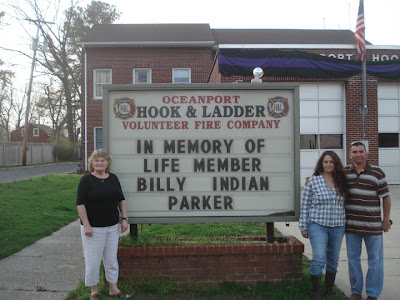 OCEANPORT
HOOK & LADDER
VOLUNTEER FIRE COMPANY
IN MEMORY OF
LIFE MEMBER
BILLY INDIAN
PARKER